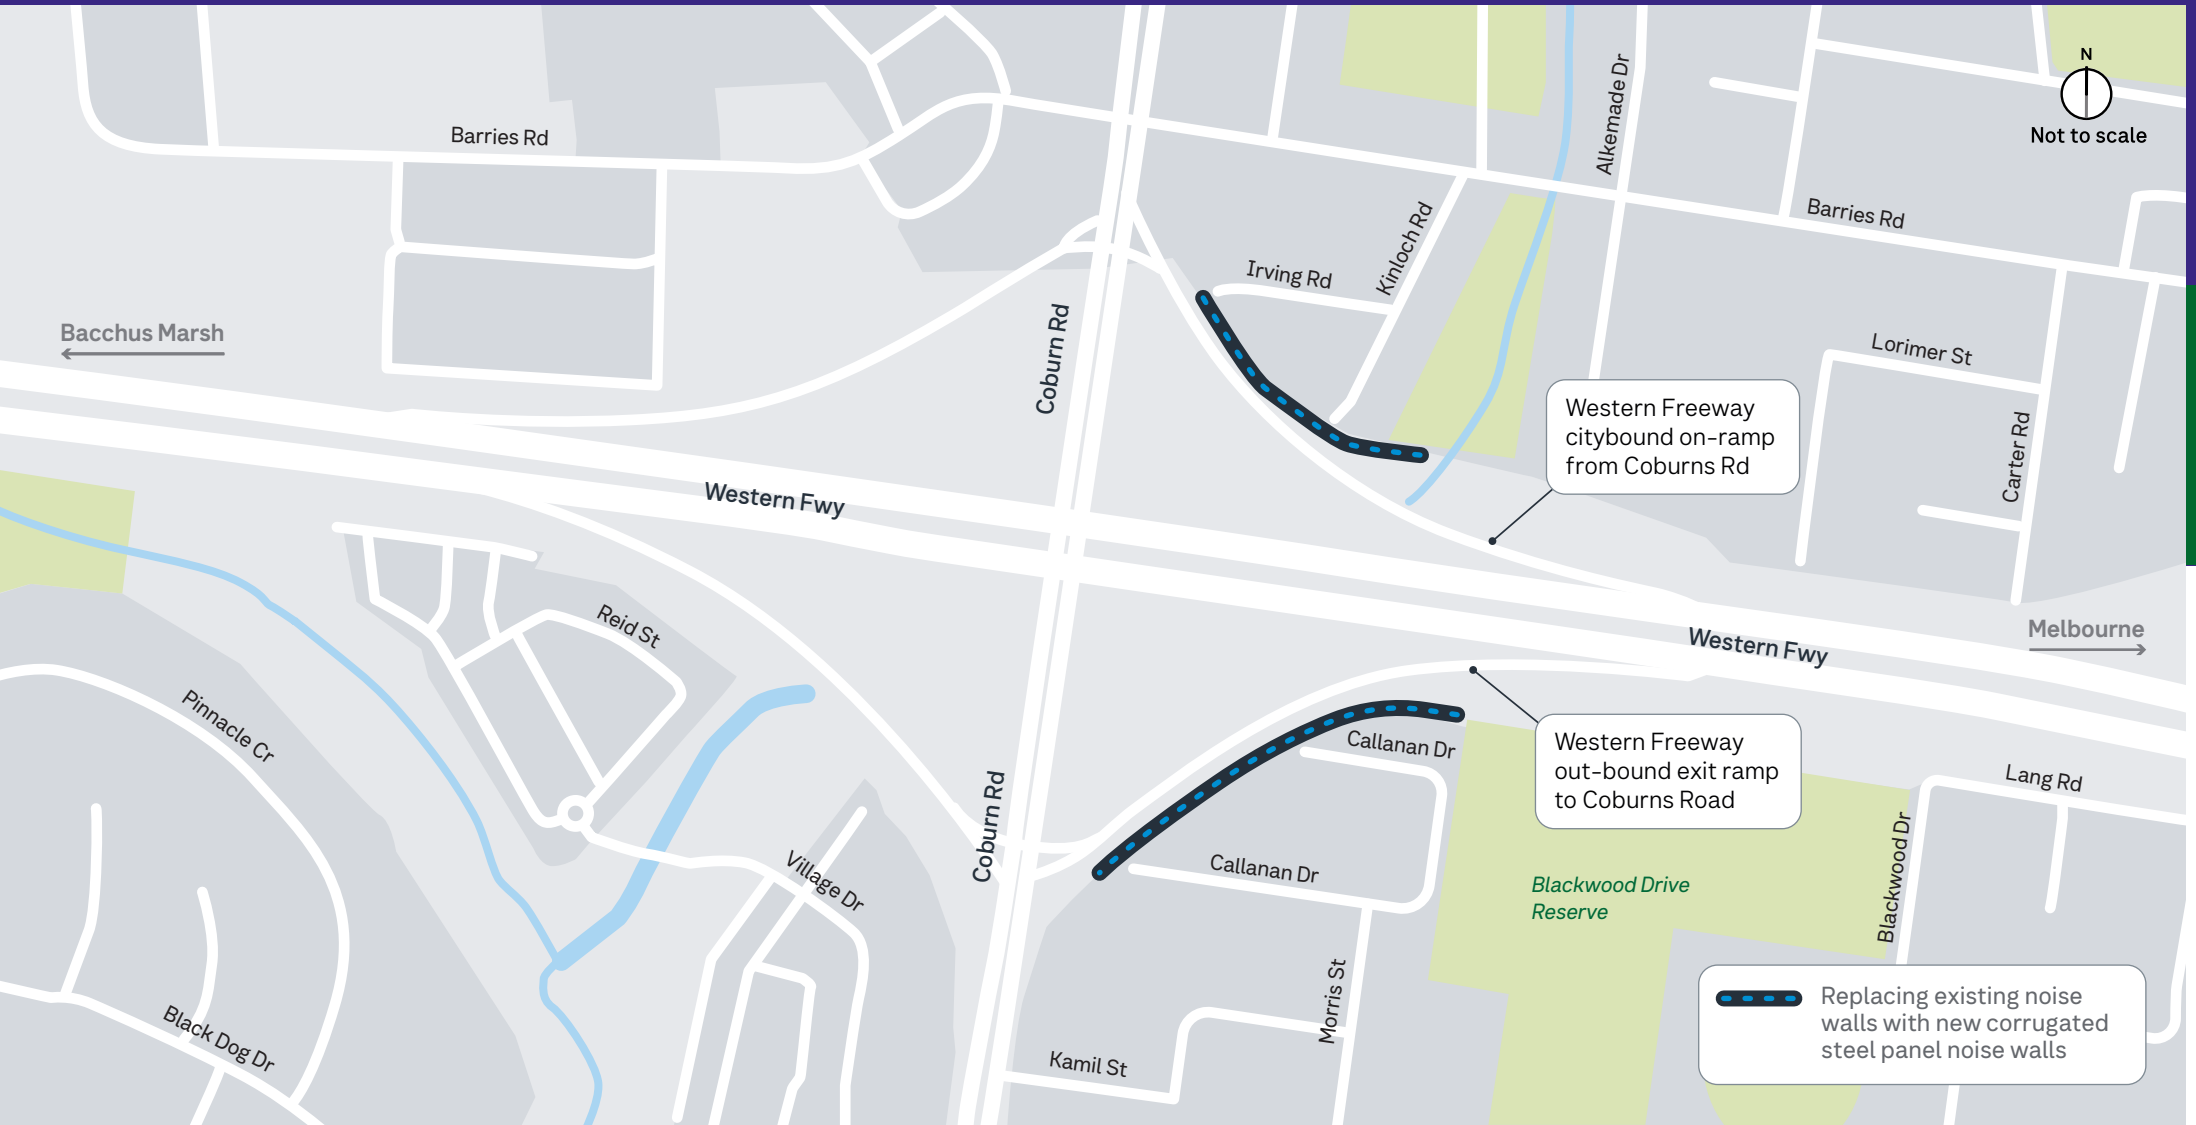 N
Not to scale
Alkemade Dr
Barries Rd
Barries Rd
Kinloch Rd
Irving Rd
Bacchus Marsh
Coburn Rd
Lorimer St
Western Freeway
citybound on-ramp
from Coburns Rd
Carter Rd
Western Fwy
Reid St
Melbourne
Western Fwy
Pinnacle Cr
Callanan Dr
Western Freeway
out-bound exit ramp
to Coburns Road
Lang Rd
Coburn Rd
Callanan Dr
Village Dr
Blackwood Drive
Reserve
Blackwood Dr
Morris St
Black Dog Dr
Kamil St
Replacing existing noise
walls with new corrugated
steel panel noise walls